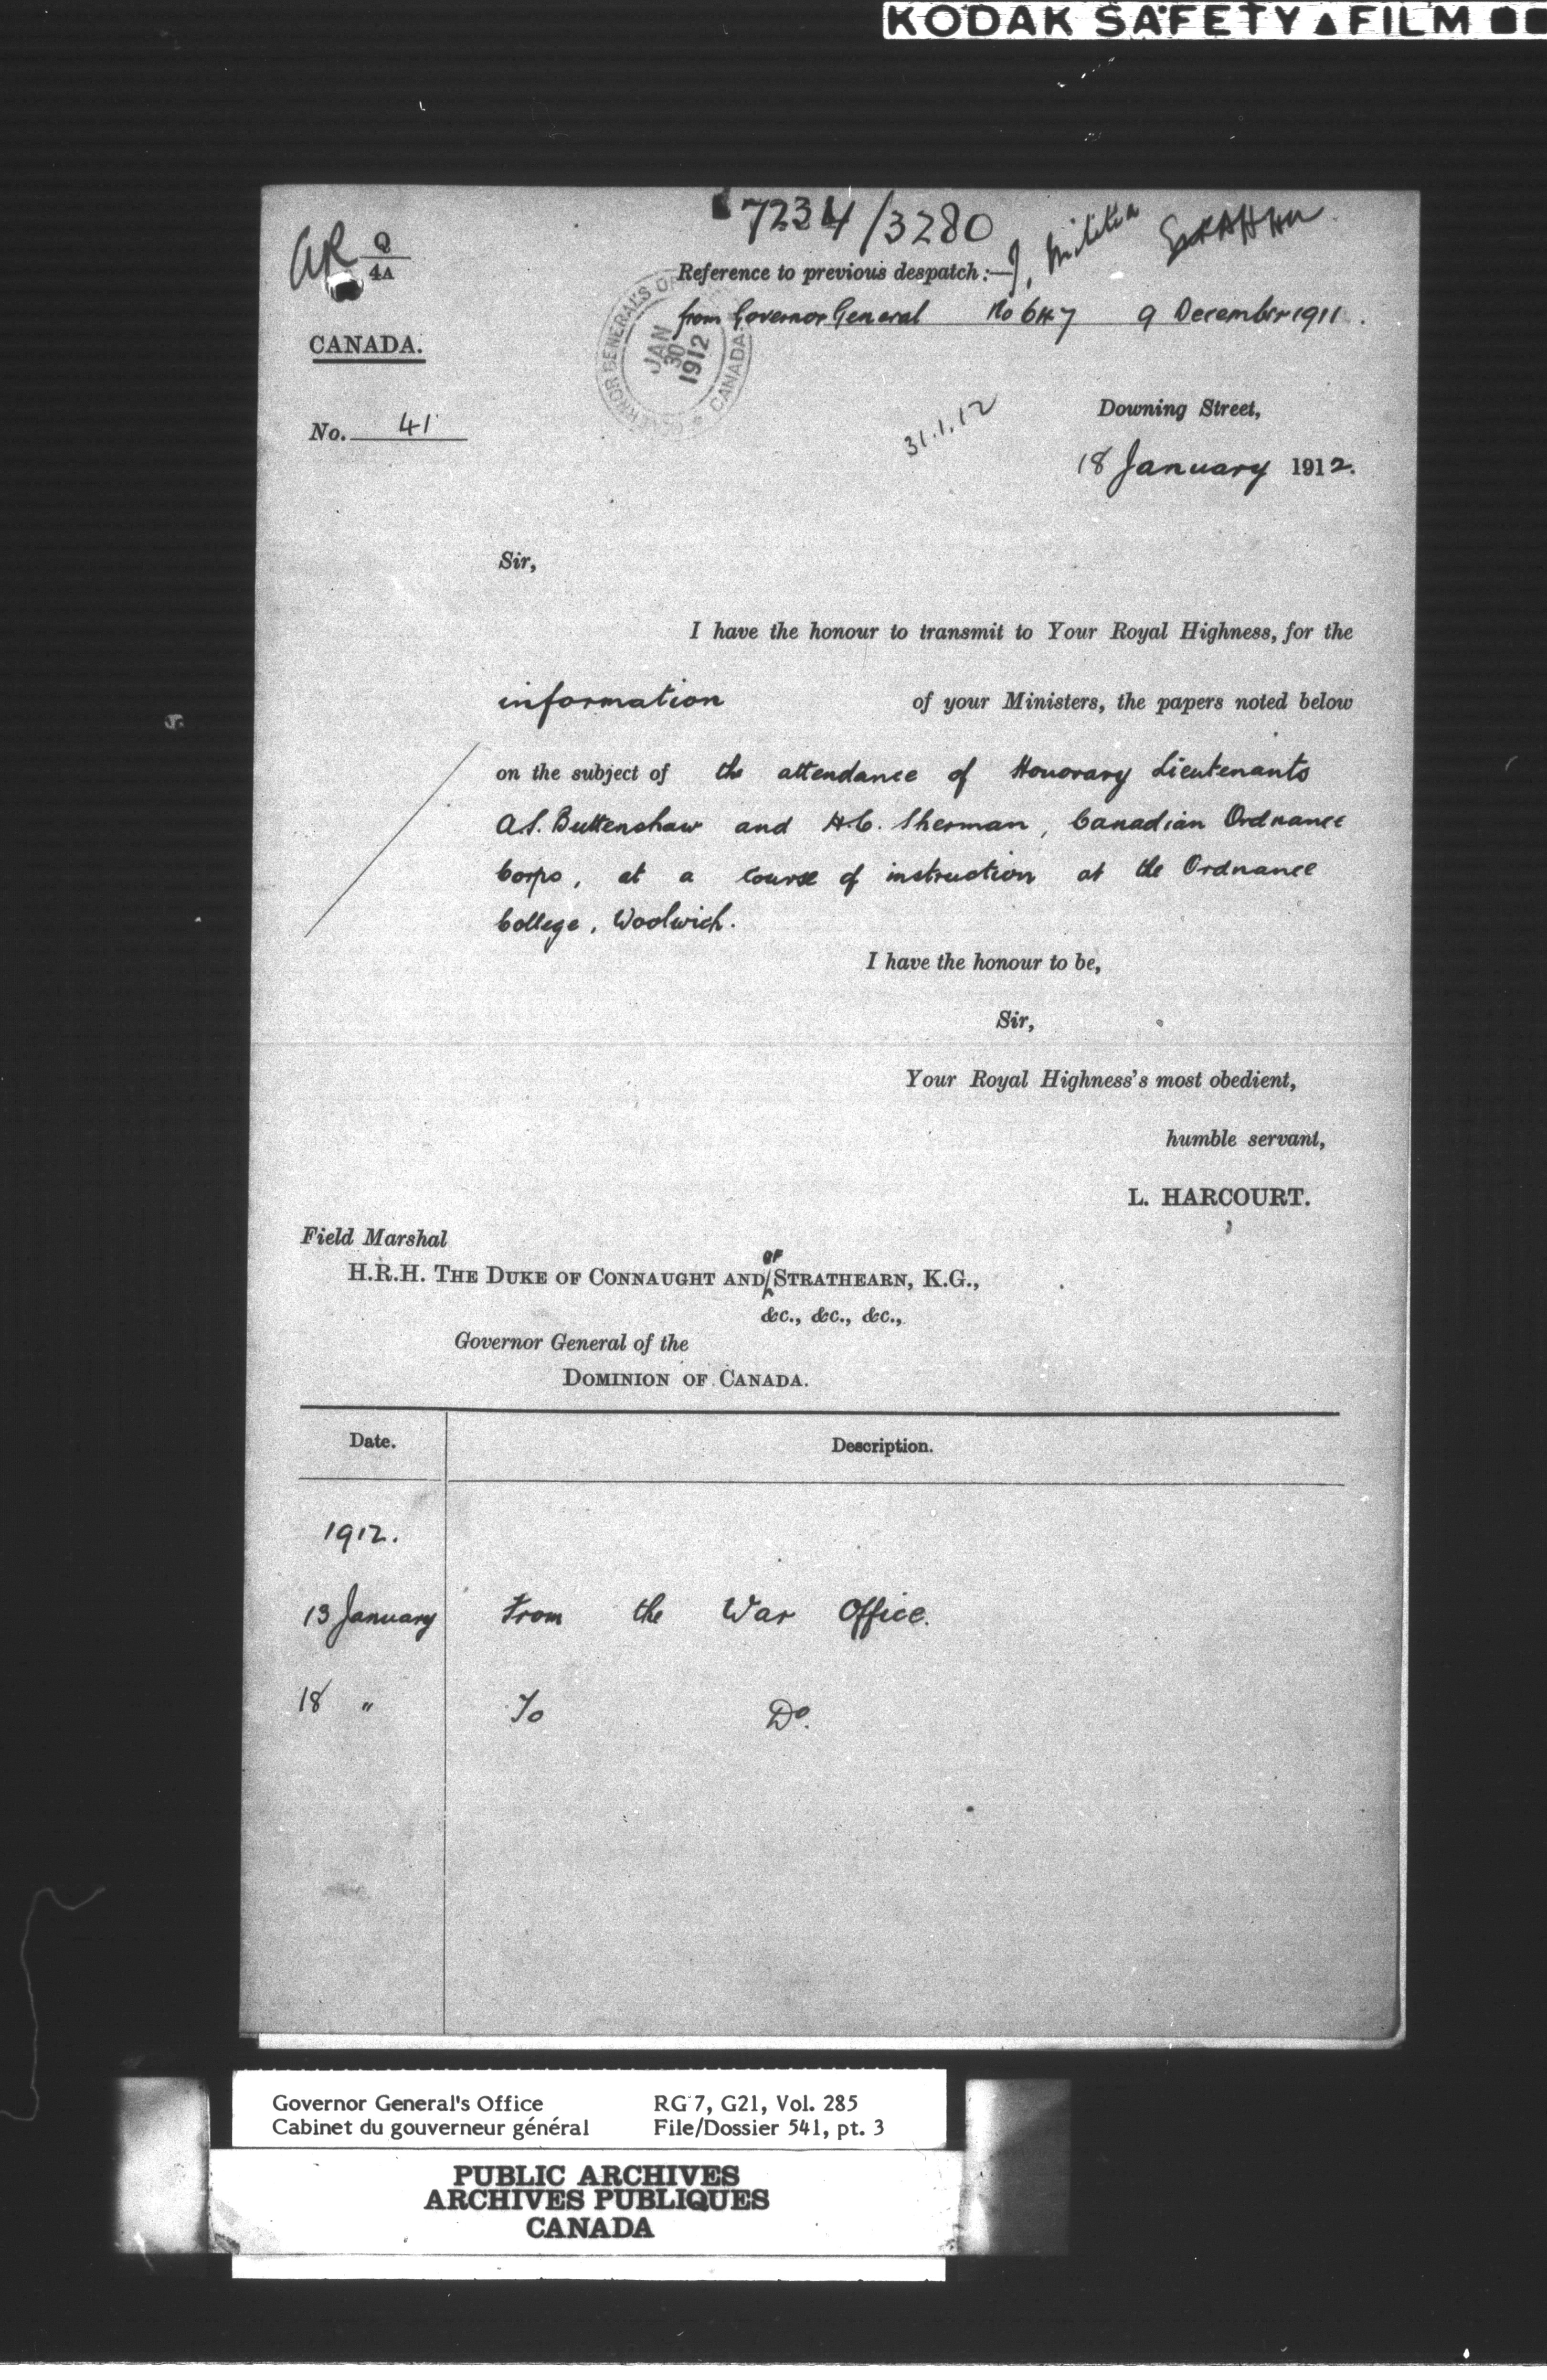 KODAK SAFETY FILM
7234/3280
Militia
AR Q/4A
Reference to previous despatch:—
from Governor General No 647 9 December 1911.
GOVERNOR GENERAL'S
JAN
30
1912
CANADA
CANADA.
No. 41
31.1.12
Downing Street,
18 January 1912.
Sir,
I have the honour to transmit to Your Royal Highness, for the
information of your Ministers, the papers noted below
on the subject of the attendance of Honorary Lieutenants
A.S. Buttenshaw and H.C. Sherman, Canadian Ordnance
Corps, at a course of instruction at the Ordnance
College, Woolwich.
I have the honour to be,
Sir,
Your Royal Highness's most obedient,
humble servant,
L. HARCOURT.
Field Marshal
H.R.H. THE DUKE OF CONNAUGHT AND OF STRATHEARN, K.G.,
&c., &c., &c.,
Governor General of the
DOMINION OF CANADA.
Date. Description.
1912.
13 January From the War Office.
18 " To Do.
Governor General's Office RG 7, G21, Vol. 285
Cabinet du gouverneur général File/Dossier 541, pt. 3
PUBLIC ARCHIVES
ARCHIVES PUBLIQUES
CANADA